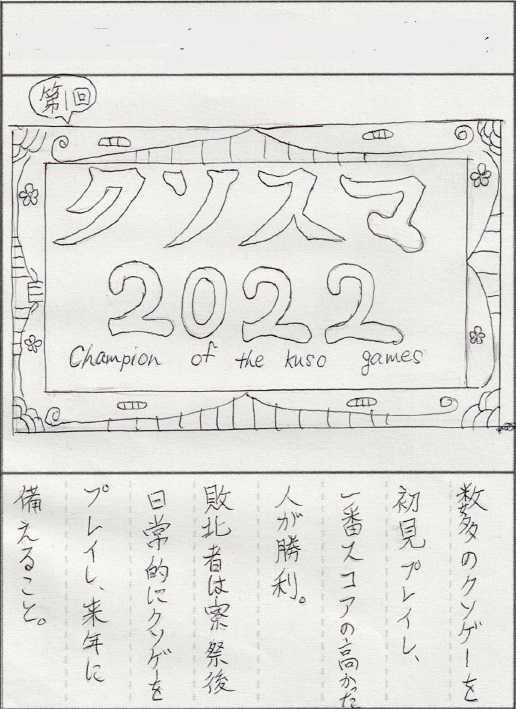 第1回
クソスマ
2022
Champion of the kuso games
数多のクソゲーを
初見プレイし、
一番スコアの高かった
人が勝利。
敗北者は寮祭後
日常的にクソゲーを
プレイし、来年に
備えること。